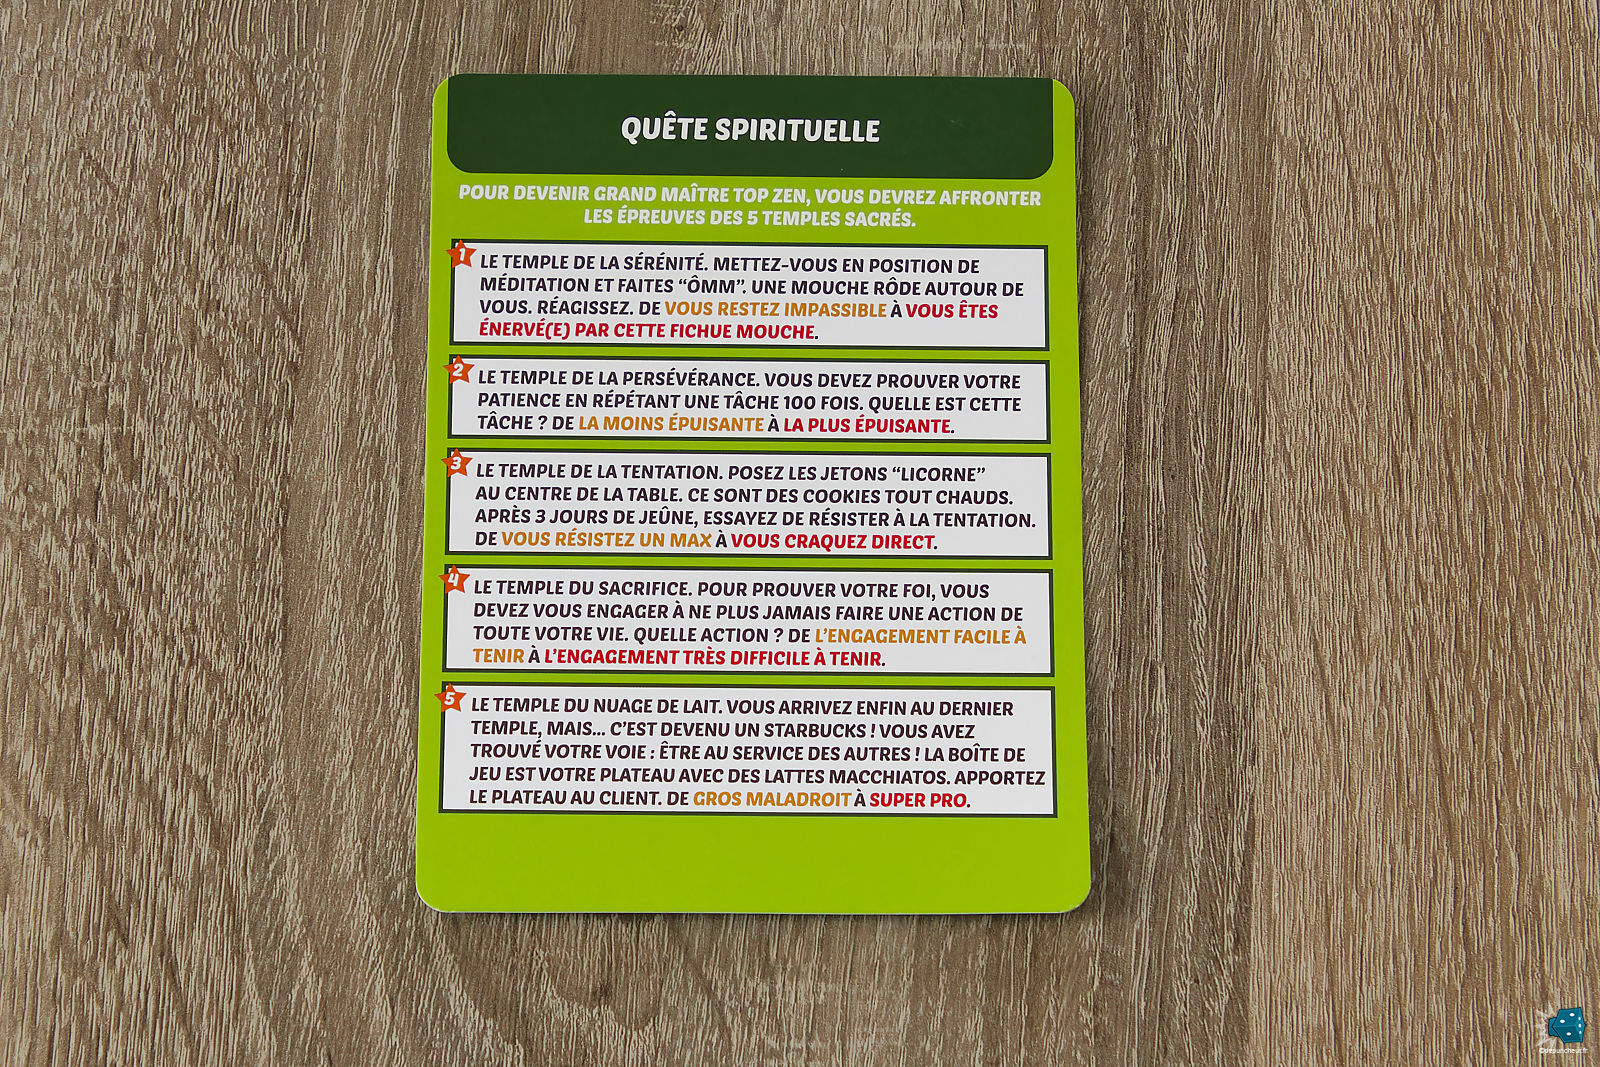 QUÊTE SPIRITUELLE
POUR DEVENIR GRAND MAÎTRE TOP ZEN, VOUS DEVREZ AFFRONTER
LES ÉPREUVES DES 5 TEMPLES SACRÉS.
1
LE TEMPLE DE LA SÉRÉNITÉ. METTEZ-VOUS EN POSITION DE
MÉDITATION ET FAITES “ÔMM”. UNE MOUCHE RÔDE AUTOUR DE
VOUS. RÉAGISSEZ. DE VOUS RESTEZ IMPASSIBLE À VOUS ÊTES
ÉNERVÉ(E) PAR CETTE FICHUE MOUCHE.
2
LE TEMPLE DE LA PERSÉVÉRANCE. VOUS DEVEZ PROUVER VOTRE
PATIENCE EN RÉPÉTANT UNE TÂCHE 100 FOIS. QUELLE EST CETTE
TÂCHE ? DE LA MOINS ÉPUISANTE À LA PLUS ÉPUISANTE.
3
LE TEMPLE DE LA TENTATION. POSEZ LES JETONS “LICORNE”
AU CENTRE DE LA TABLE. CE SONT DES COOKIES TOUT CHAUDS.
APRÈS 3 JOURS DE JEÛNE, ESSAYEZ DE RÉSISTER À LA TENTATION.
DE VOUS RÉSISTEZ UN MAX À VOUS CRAQUEZ DIRECT.
4
LE TEMPLE DU SACRIFICE. POUR PROUVER VOTRE FOI, VOUS
DEVEZ VOUS ENGAGER À NE PLUS JAMAIS FAIRE UNE ACTION DE
TOUTE VOTRE VIE. QUELLE ACTION ? DE L’ENGAGEMENT FACILE À
TENIR À L’ENGAGEMENT TRÈS DIFFICILE À TENIR.
5
LE TEMPLE DU NUAGE DE LAIT. VOUS ARRIVEZ ENFIN AU DERNIER
TEMPLE, MAIS... C’EST DEVENU UN STARBUCKS ! VOUS AVEZ
TROUVÉ VOTRE VOIE : ÊTRE AU SERVICE DES AUTRES ! LA BOÎTE DE
JEU EST VOTRE PLATEAU AVEC DES LATTES MACCHIATOS. APPORTEZ
LE PLATEAU AU CLIENT. DE GROS MALADROIT À SUPER PRO.
©depuncheur.fr